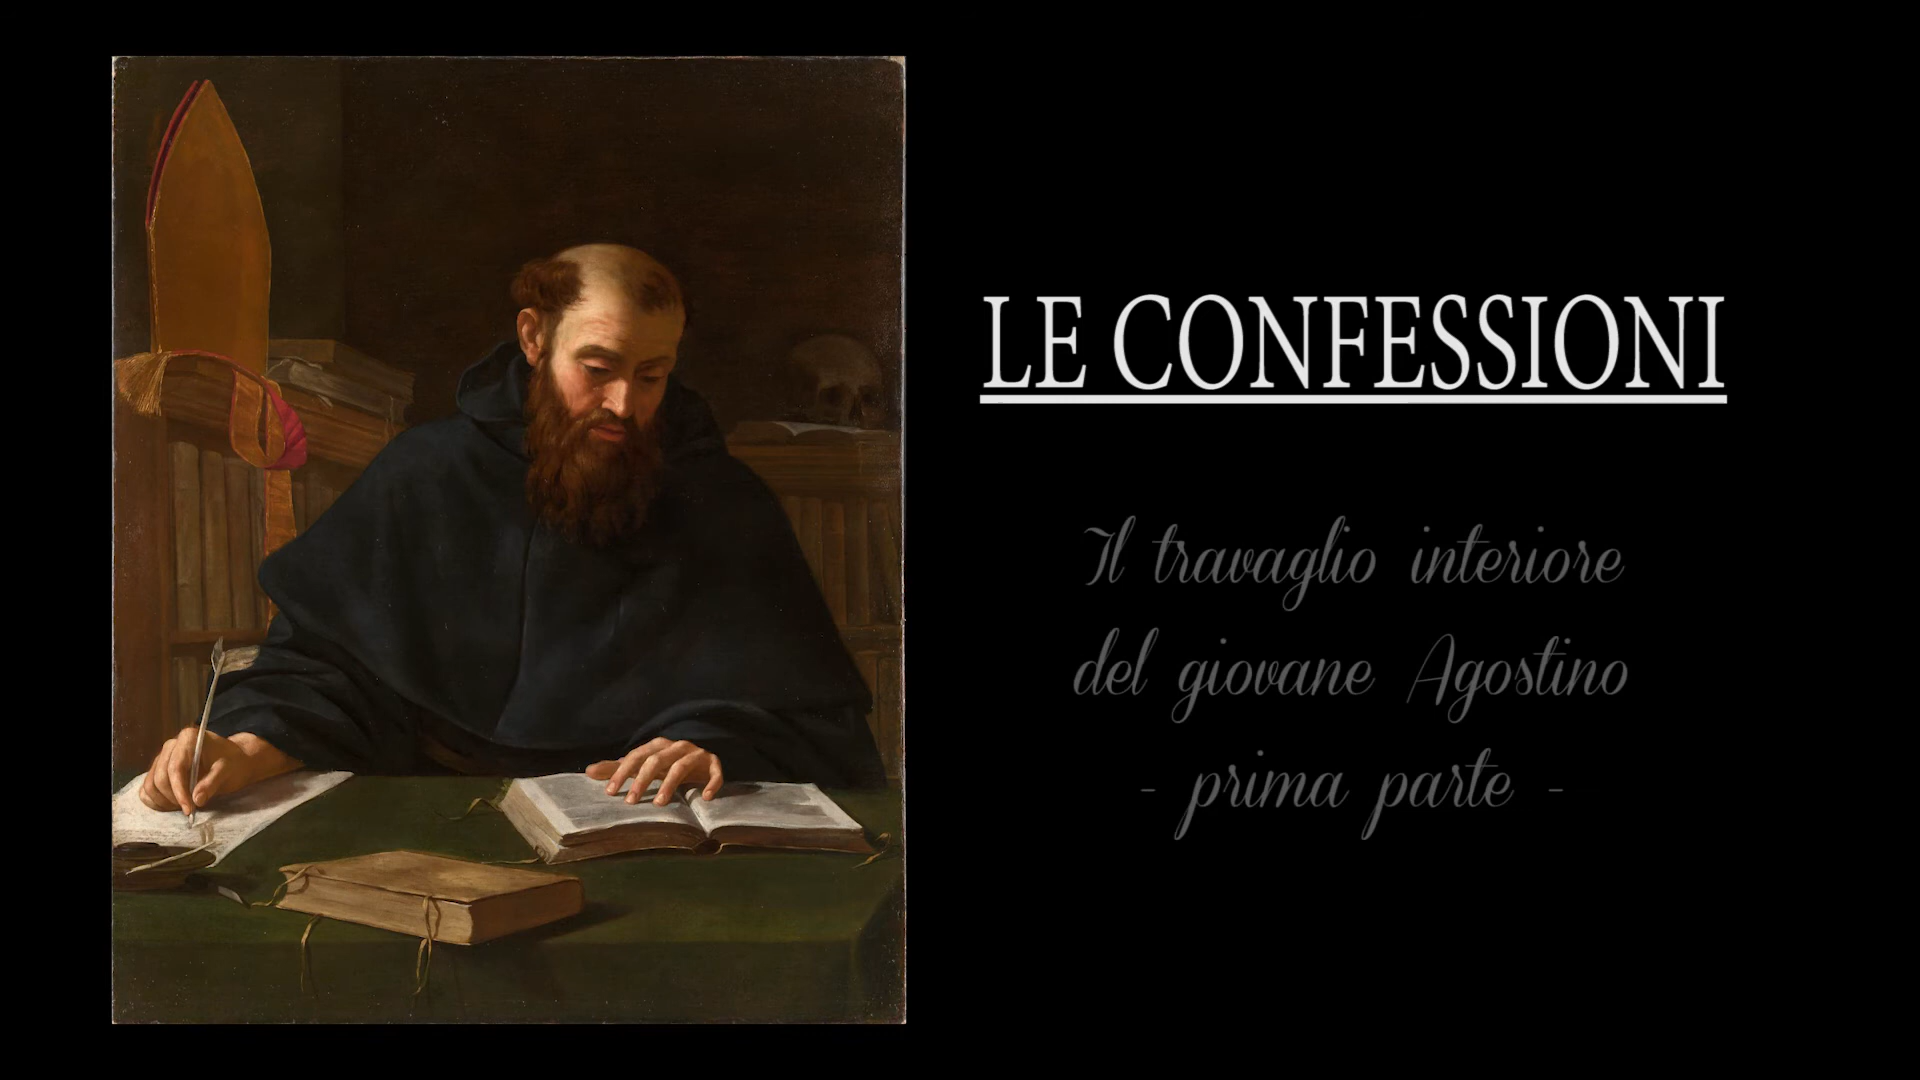 LE CONFESSIONI
Il travaglio interiore
del giovane Agostino
- prima parte -